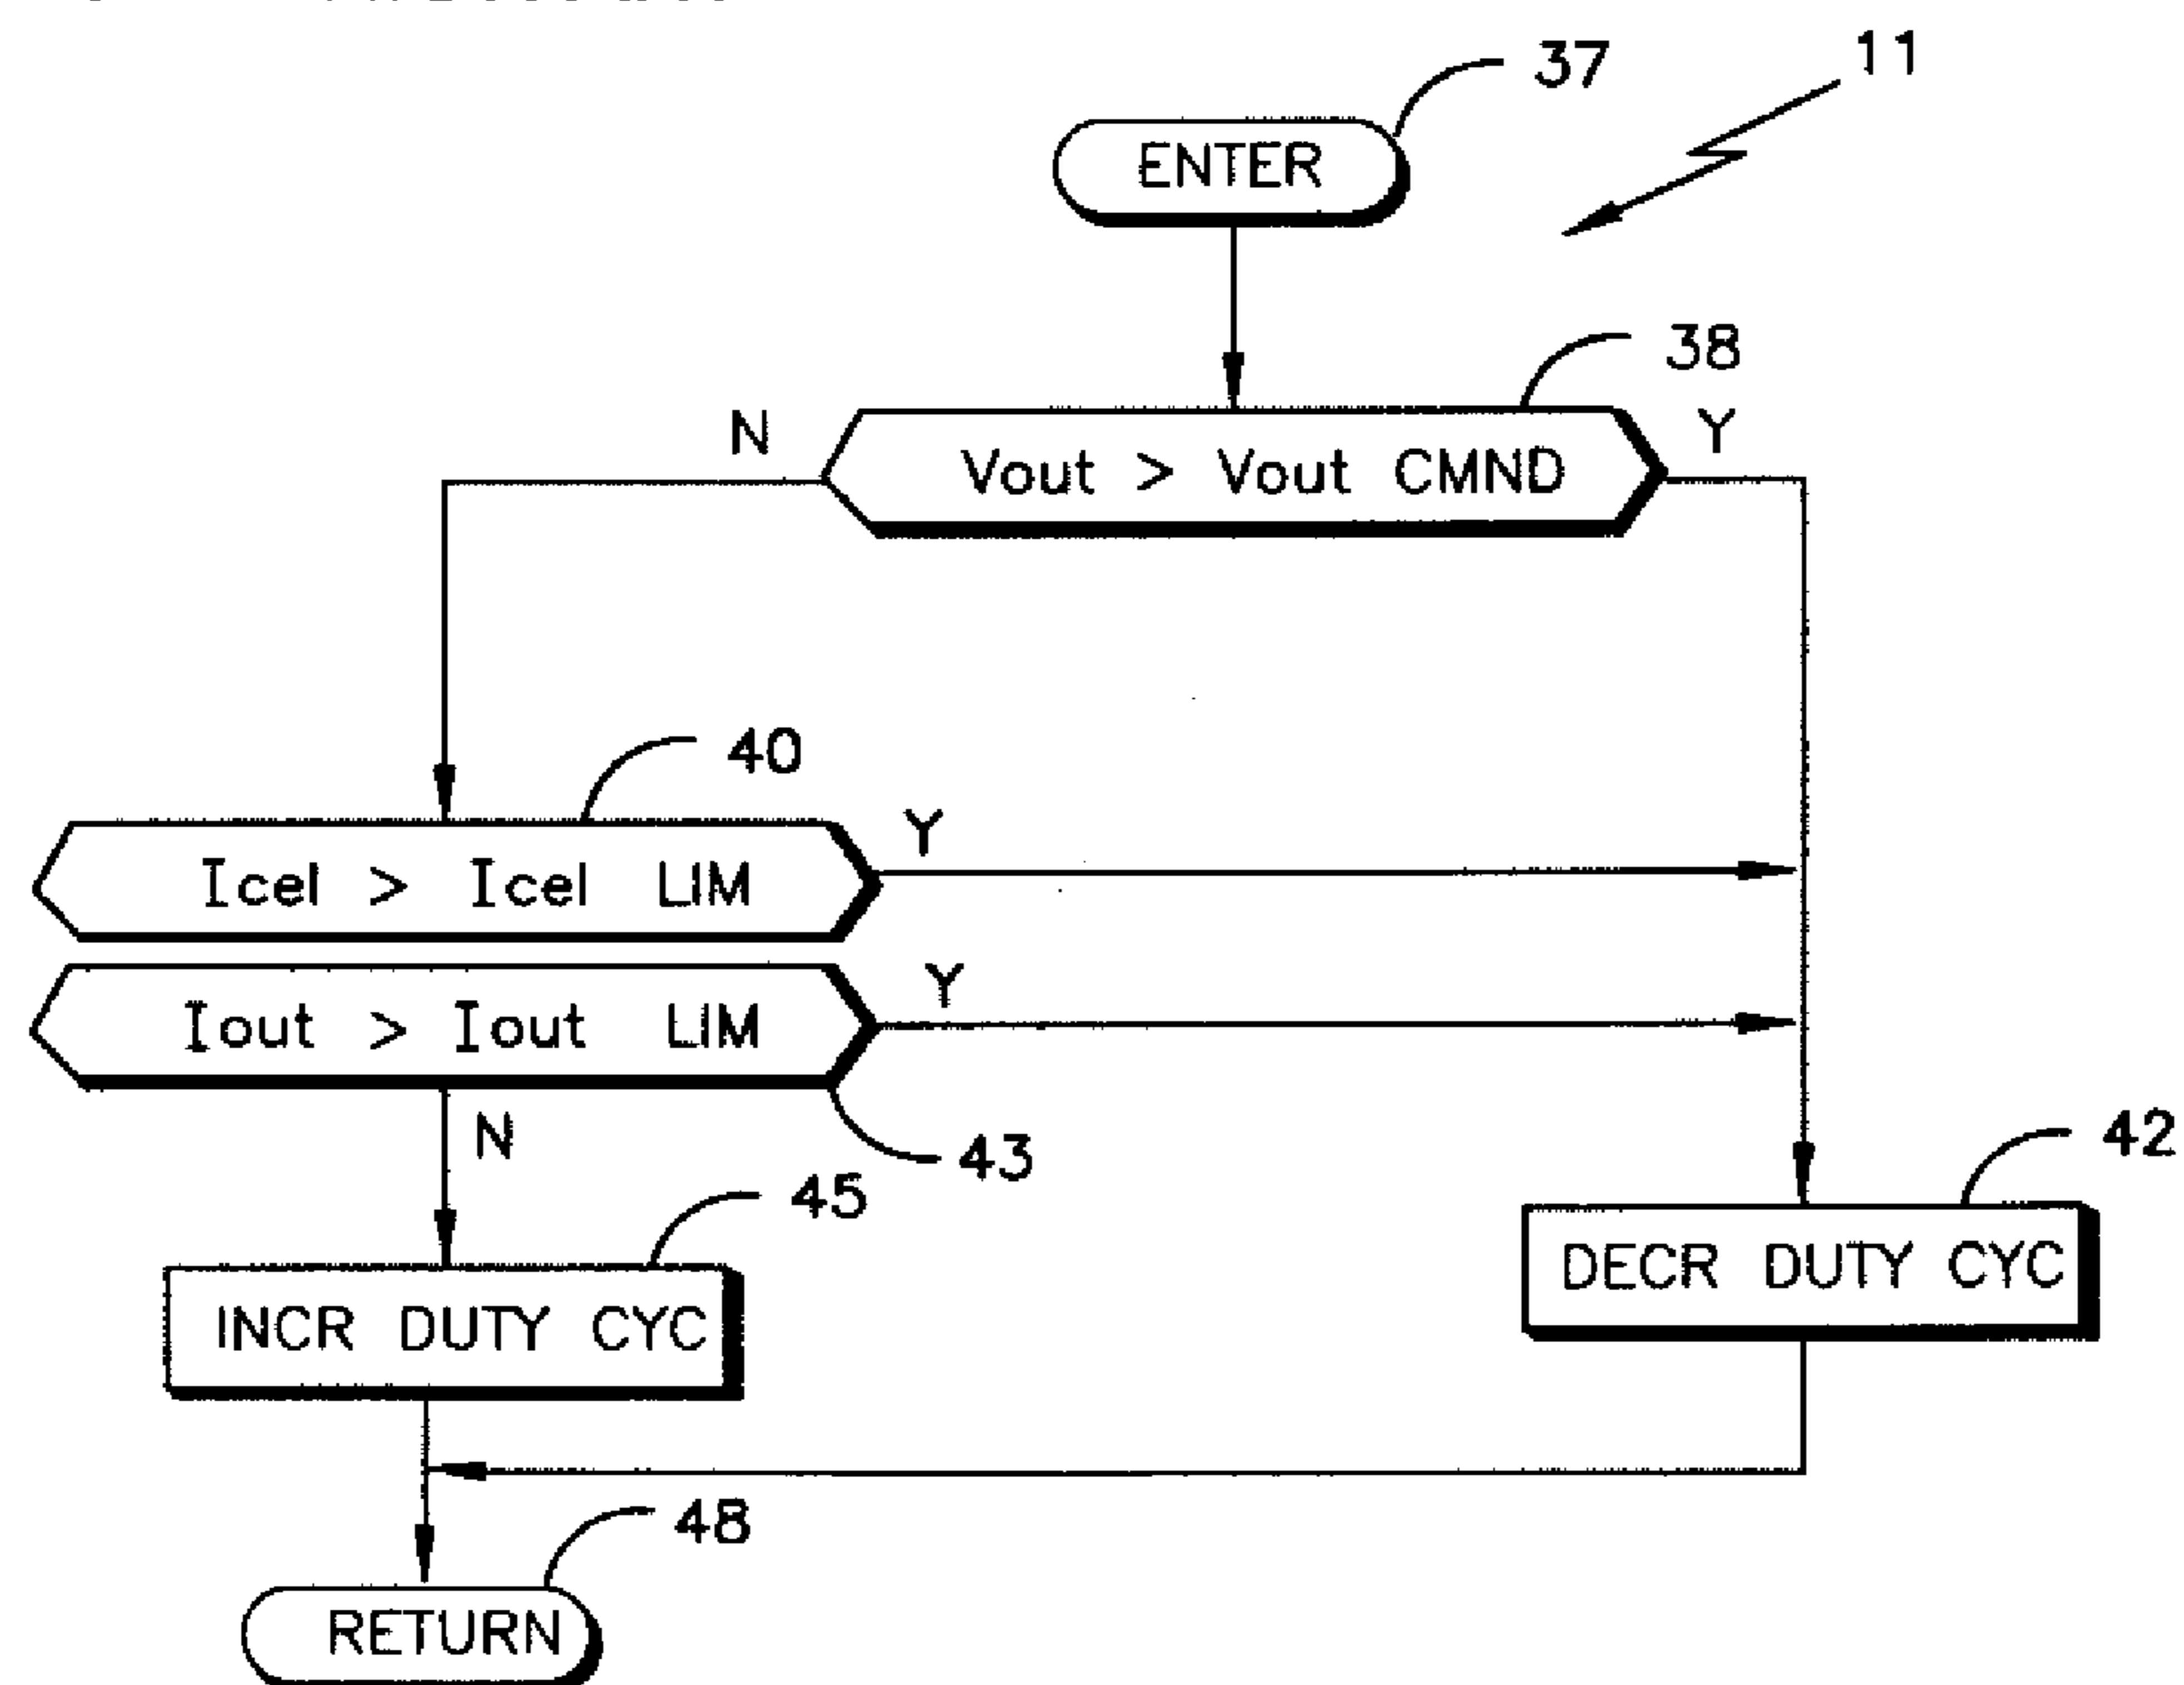 37
11
ENTER
38
N
Y
Vout > Vout CMND
40
Y
Icel > Icel LIM
Y
Iout > Iout LIM
N
43
42
45
DECR DUTY CYC
INCR DUTY CYC
48
RETURN